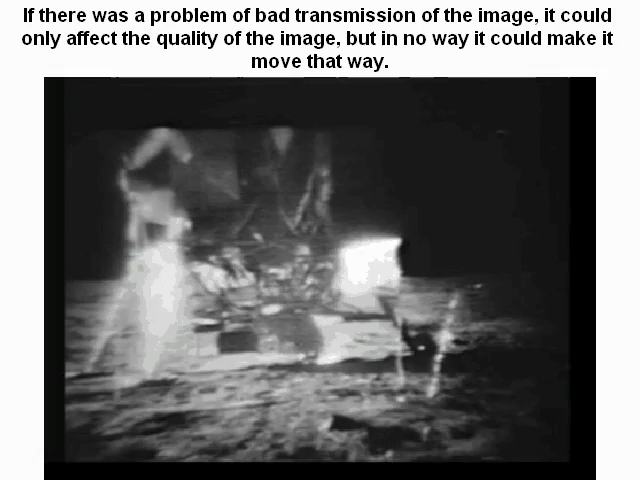 If there was a problem of bad transmission of the image, it could
only affect the quality of the image, but in no way it could make it
move that way.